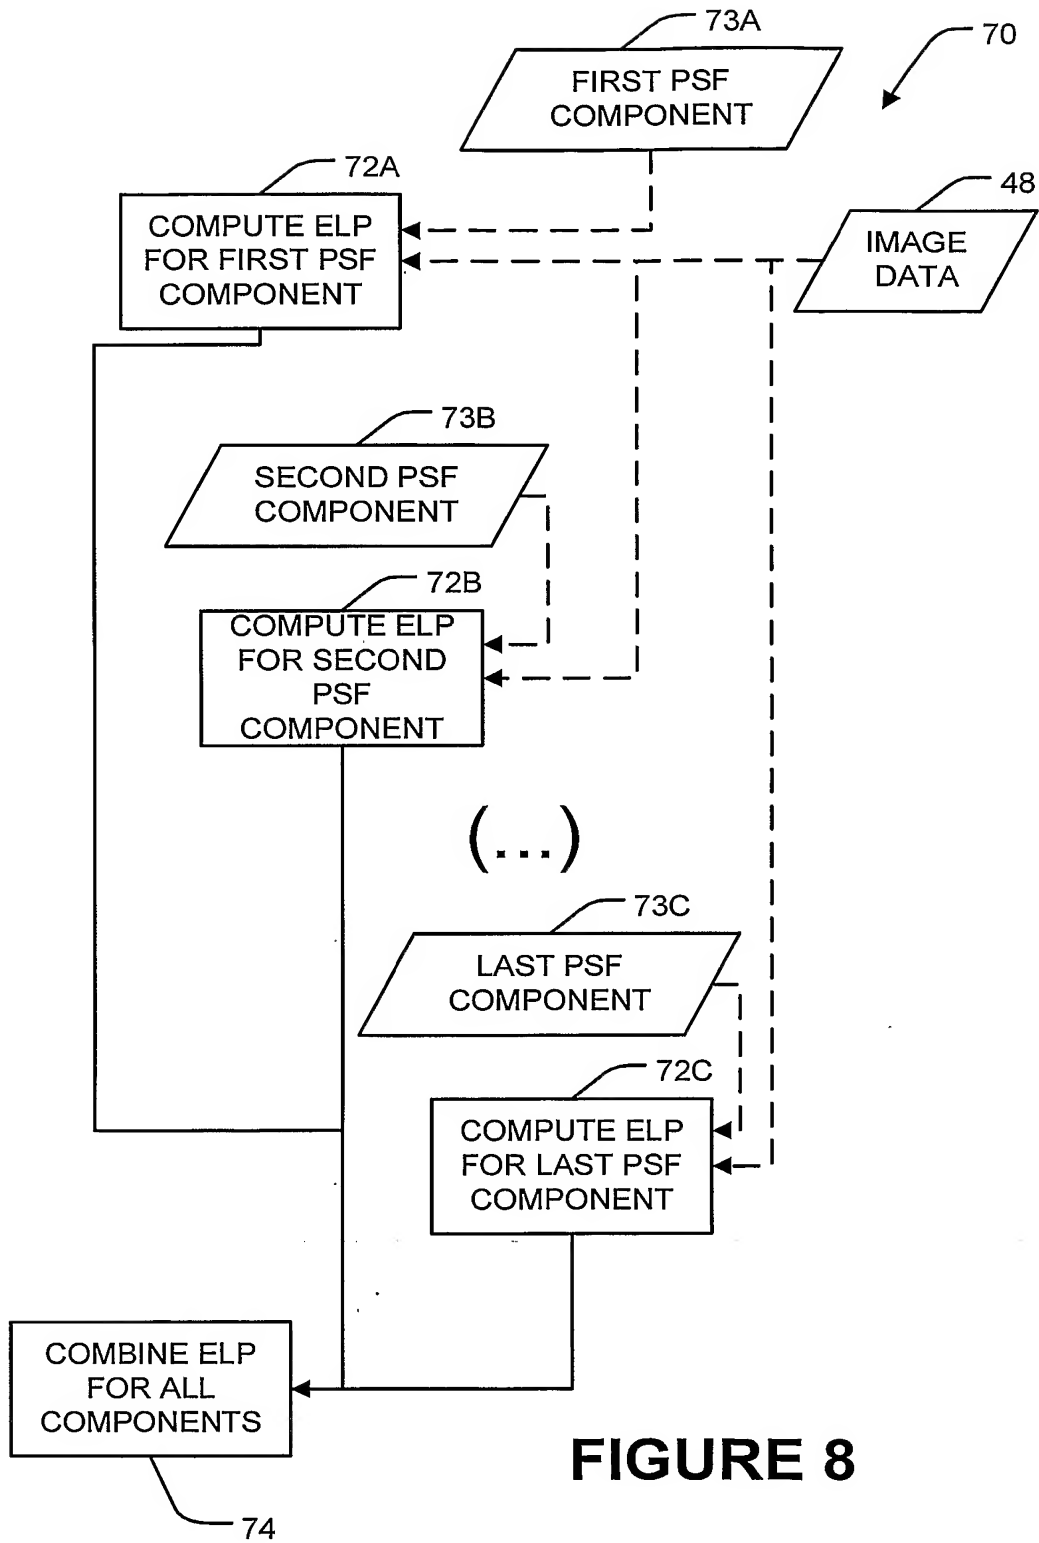 73A
70
FIRST PSF
COMPONENT
72A
48
COMPUTE ELP
FOR FIRST PSF
COMPONENT
IMAGE
DATA
73B
SECOND PSF
COMPONENT
72B
COMPUTE ELP
FOR SECOND
PSF
COMPONENT
(...)
73C
LAST PSF
COMPONENT
72C
COMPUTE ELP
FOR LAST PSF
COMPONENT
COMBINE ELP
FOR ALL
COMPONENTS
FIGURE 8
74